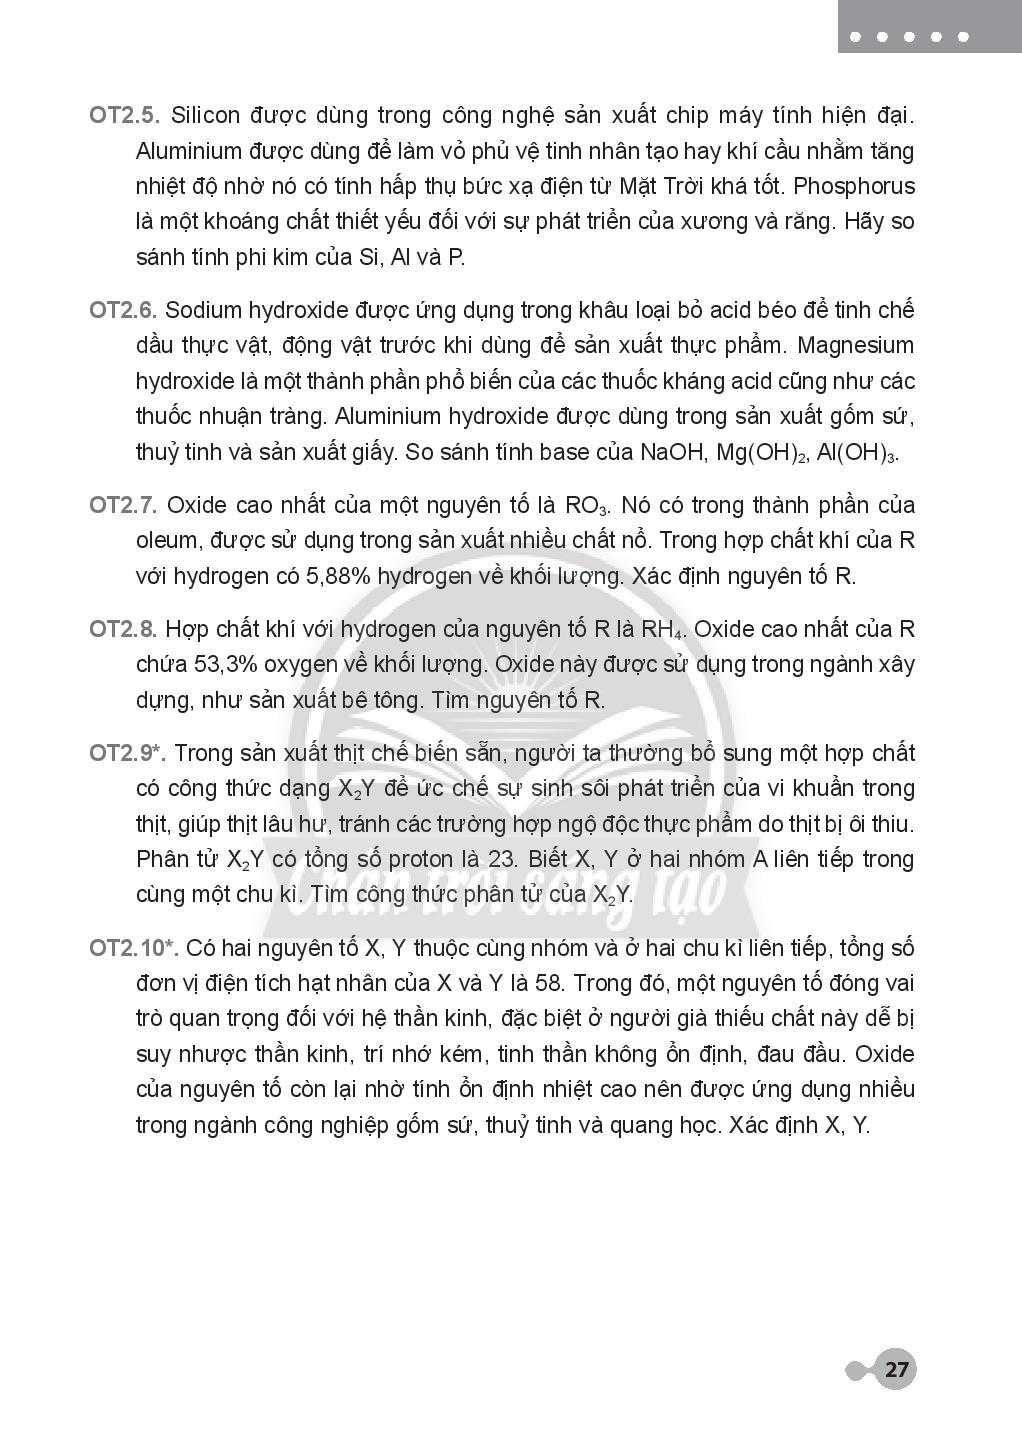 OT2.5. Silicon được dùng trong công nghệ sản xuất chip máy tính hiện đại.
Aluminium được dùng để làm vỏ phủ vệ tinh nhân tạo hay khí cầu nhằm tăng
nhiệt độ nhờ nó có tính hấp thụ bức xạ điện từ Mặt Trời khá tốt. Phosphorus
là một khoáng chất thiết yếu đối với sự phát triển của xương và răng. Hãy so
sánh tính phi kim của Si, Al và P.
OT2.6. Sodium hydroxide được ứng dụng trong khâu loại bỏ acid béo để tinh chế
dầu thực vật, động vật trước khi dùng để sản xuất thực phẩm. Magnesium
hydroxide là một thành phần phổ biến của các thuốc kháng acid cũng như các
thuốc nhuận tràng. Aluminium hydroxide được dùng trong sản xuất gốm sứ,
thuỷ tinh và sản xuất giấy. So sánh tính base của NaOH, Mg(OH)₂, Al(OH)₃.
OT2.7. Oxide cao nhất của một nguyên tố là RO₃. Nó có trong thành phần của
oleum, được sử dụng trong sản xuất nhiều chất nổ. Trong hợp chất khí của R
với hydrogen có 5,88% hydrogen về khối lượng. Xác định nguyên tố R.
OT2.8. Hợp chất khí với hydrogen của nguyên tố R là RH₄. Oxide cao nhất của R
chứa 53,3% oxygen về khối lượng. Oxide này được sử dụng trong ngành xây
dựng, như sản xuất bê tông. Tìm nguyên tố R.
OT2.9*. Trong sản xuất thịt chế biến sẵn, người ta thường bổ sung một hợp chất
có công thức dạng X₂Y để ức chế sự sinh sôi phát triển của vi khuẩn trong
thịt, giúp thịt lâu hư, tránh các trường hợp ngộ độc thực phẩm do thịt bị ôi thiu.
Phân tử X₂Y có tổng số proton là 23. Biết X, Y ở hai nhóm A liên tiếp trong
cùng một chu kì. Tìm công thức phân tử của X₂Y.
Chân trời sáng tạo
OT2.10*. Có hai nguyên tố X, Y thuộc cùng nhóm và ở hai chu kì liên tiếp, tổng số
đơn vị điện tích hạt nhân của X và Y là 58. Trong đó, một nguyên tố đóng vai
trò quan trọng đối với hệ thần kinh, đặc biệt ở người già thiếu chất này dễ bị
suy nhược thần kinh, trí nhớ kém, tinh thần không ổn định, đau đầu. Oxide
của nguyên tố còn lại nhờ tính ổn định nhiệt cao nên được ứng dụng nhiều
trong ngành công nghiệp gốm sứ, thuỷ tinh và quang học. Xác định X, Y.
27